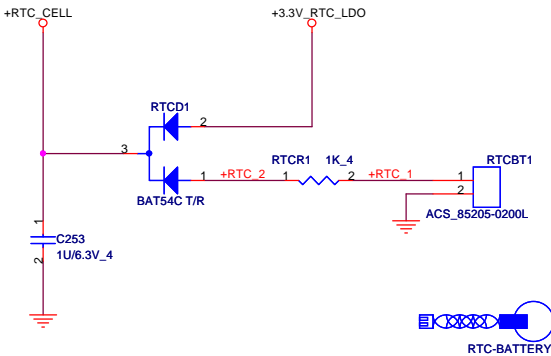 +RTC_CELL
+3.3V_RTC_LDO
RTCD1
2
3
1
+RTC_2
RTCR1
1K_4
1
2
+RTC_1
RTCBT1
1
2
BAT54C T/R
ACS_85205-0200L
1
C253
1U/6.3V_4
2
RTC-BATTERY